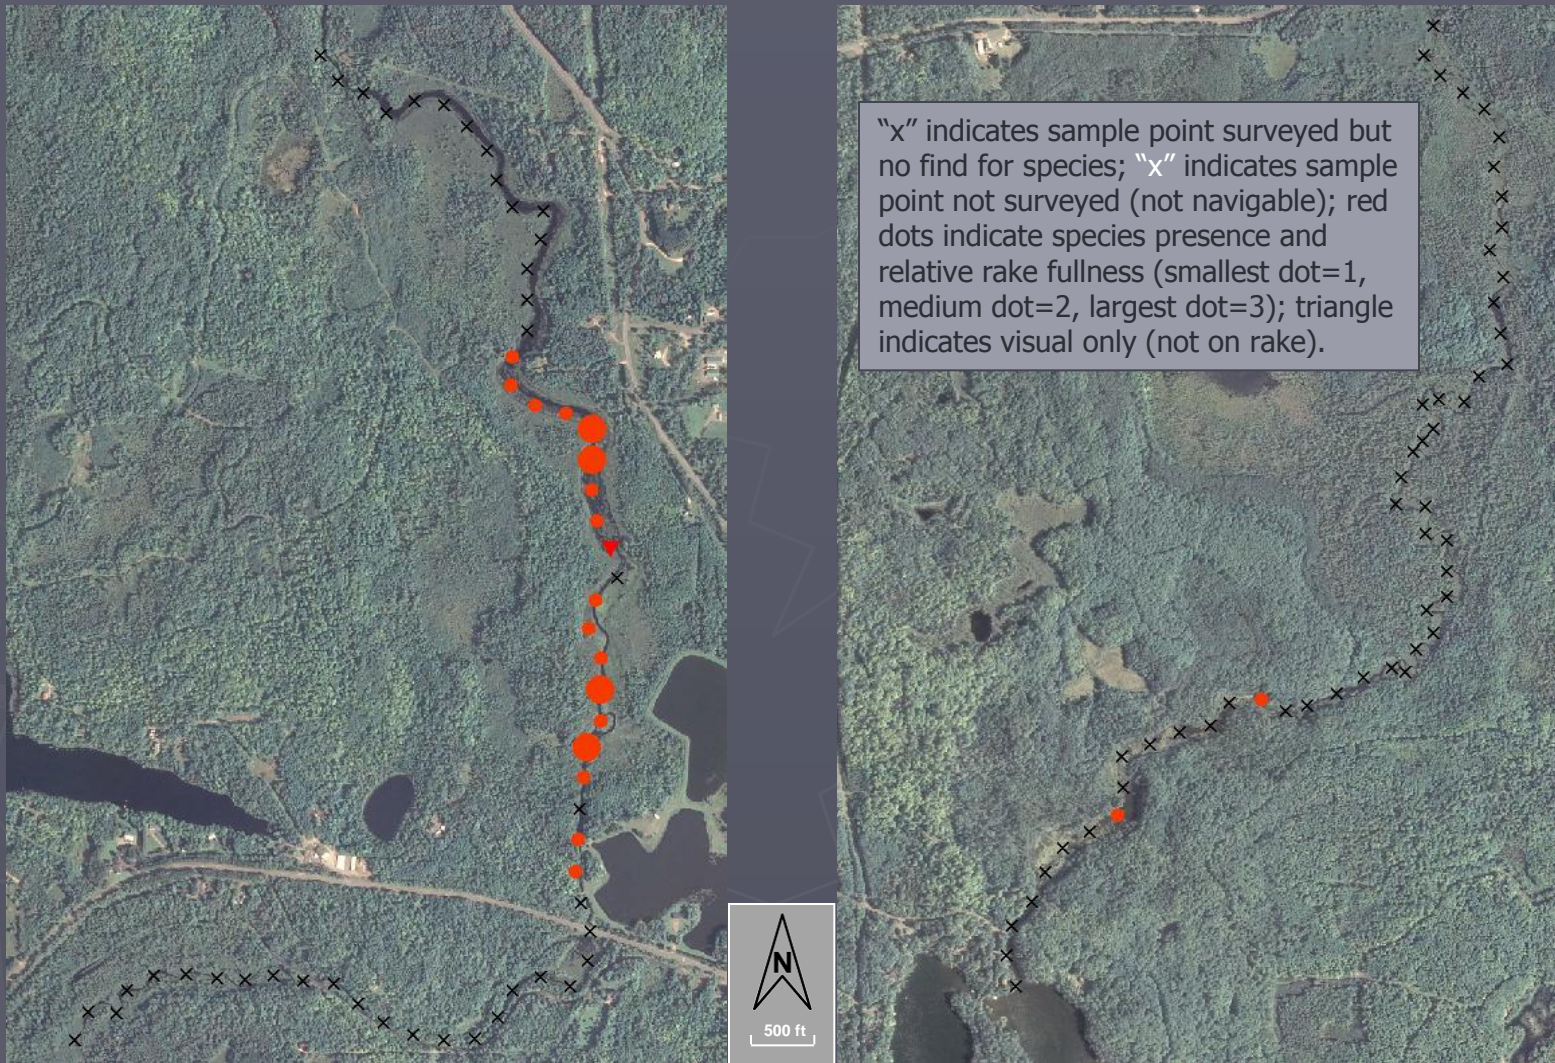 “x” indicates sample point surveyed but
no find for species; “x” indicates sample
point not surveyed (not navigable); red
dots indicate species presence and
relative rake fullness (smallest dot=1,
medium dot=2, largest dot=3); triangle
indicates visual only (not on rake).
N
500 ft